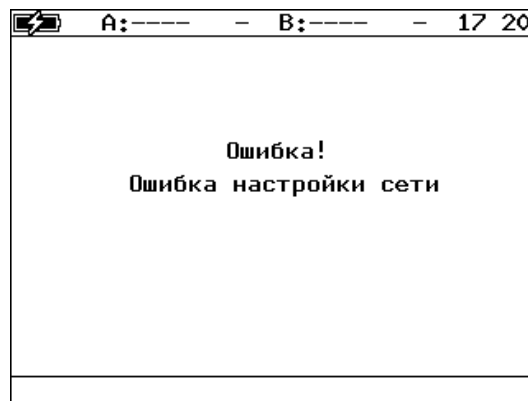 A:---- - B:---- - 17 20
Ошибка!
Ошибка настройки сети